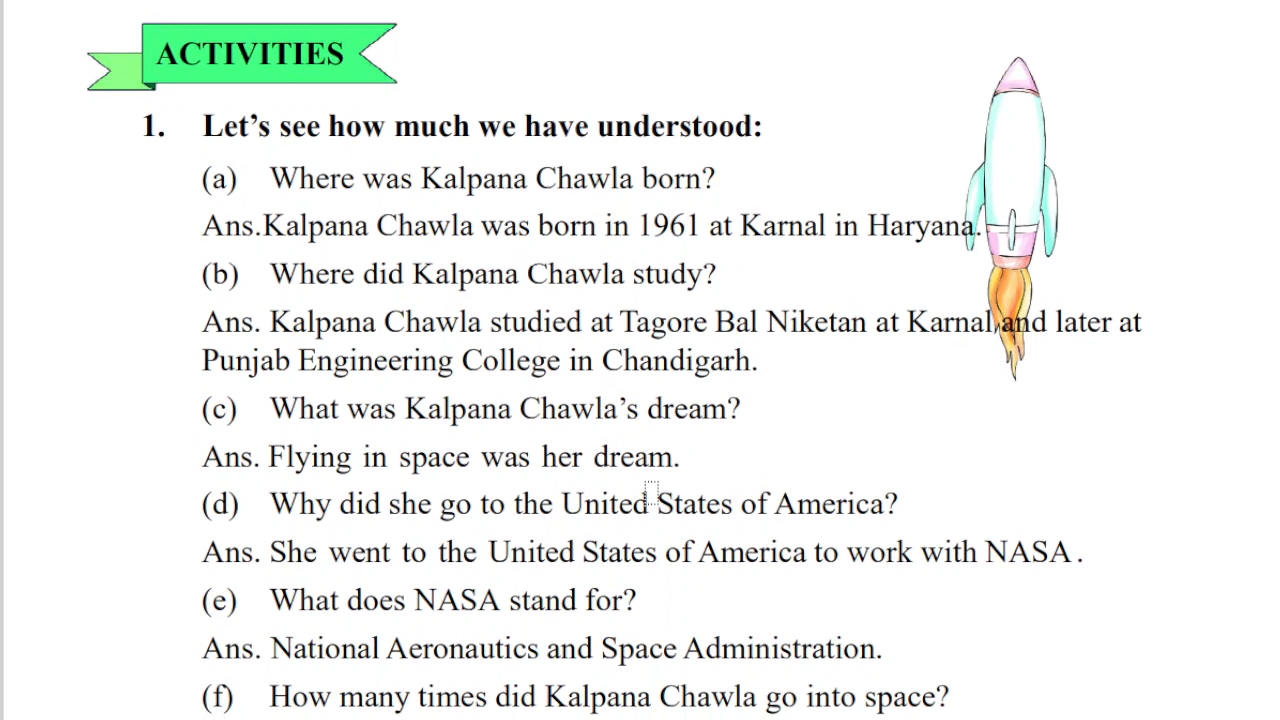 ACTIVITIES
1. Let’s see how much we have understood:
(a) Where was Kalpana Chawla born?
Ans.Kalpana Chawla was born in 1961 at Karnal in Haryana.
(b) Where did Kalpana Chawla study?
Ans. Kalpana Chawla studied at Tagore Bal Niketan at Karnal,and later at
Punjab Engineering College in Chandigarh.
(c) What was Kalpana Chawla’s dream?
Ans. Flying in space was her dream.
(d) Why did she go to the United States of America?
Ans. She went to the United States of America to work with NASA .
(e) What does NASA stand for?
Ans. National Aeronautics and Space Administration.
(f) How many times did Kalpana Chawla go into space?